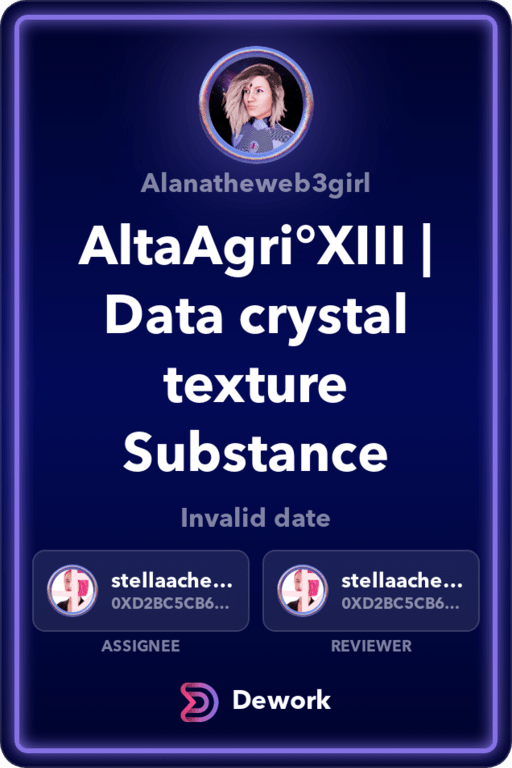 Alanatheweb3girl
AltaAgri°XIII |
Data crystal
texture
Substance
Invalid date
stellaache...
0XD2BC5CB6...
stellaache...
0XD2BC5CB6...
ASSIGNEE
REVIEWER
Dework